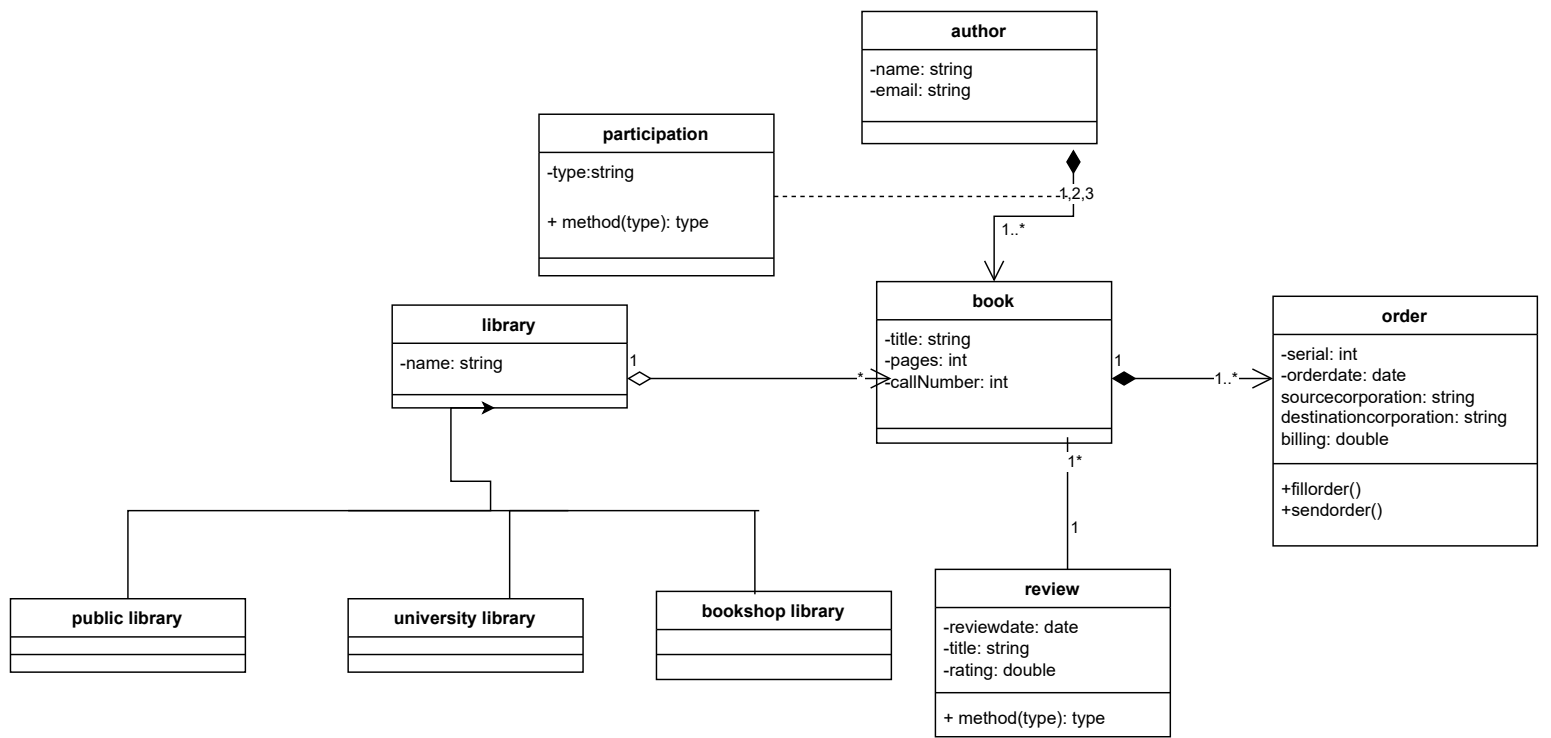 author
-name: string
-email: string
participation
-type:string
+ method(type): type
1,2,3
1..*
library
-name: string
1
*
book
-title: string
-pages: int
-callNumber: int
1
1..*
order
-serial: int
-orderdate: date
sourcecorporation: string
destinationcorporation: string
billing: double
+fillorder()
+sendorder()
1*
1
public library
university library
bookshop library
review
-reviewdate: date
-title: string
-rating: double
+ method(type): type